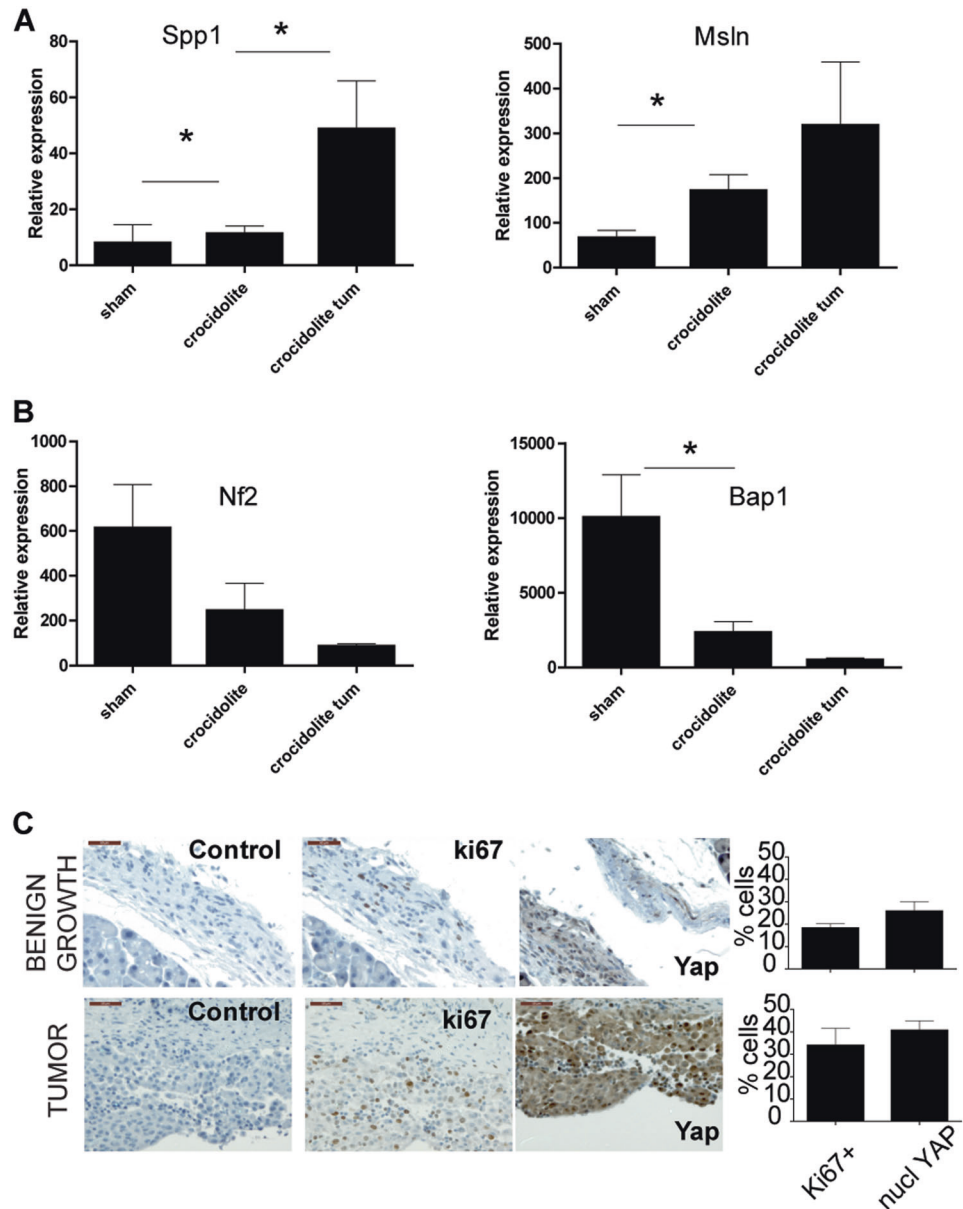 A
Spp1
*
*
Relative expression
80
60
40
20
0
sham
crocidolite
crocidolite tum
Msln
*
Relative expression
500
400
300
200
100
0
sham
crocidolite
crocidolite tum
B
Nf2
Relative expression
1000
800
600
400
200
0
sham
crocidolite
crocidolite tum
*
Bap1
Relative expression
15000
10000
5000
0
sham
crocidolite
crocidolite tum
C
BENIGN
GROWTH
Control
ki67
Yap
% cells
50
40
30
20
10
0
TUMOR
Control
ki67
Yap
% cells
50
40
30
20
10
0
Ki67+
nucl YAP